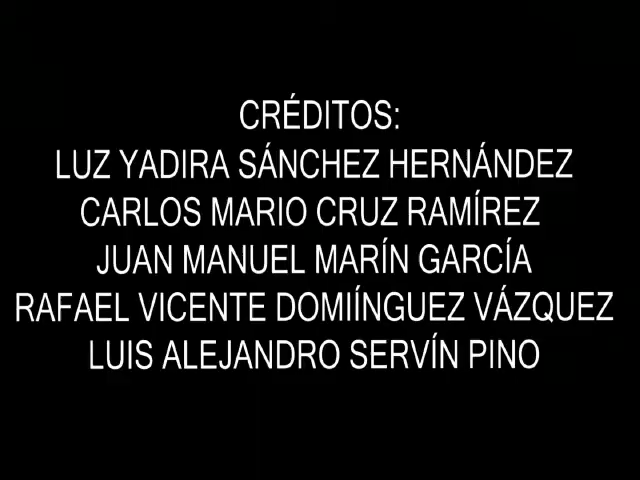 CRÉDITOS:
LUZ YADIRA SÁNCHEZ HERNÁNDEZ
CARLOS MARIO CRUZ RAMÍREZ
JUAN MANUEL MARÍN GARCÍA
RAFAEL VICENTE DOMIÍNGUEZ VÁZQUEZ
LUIS ALEJANDRO SERVÍN PINO